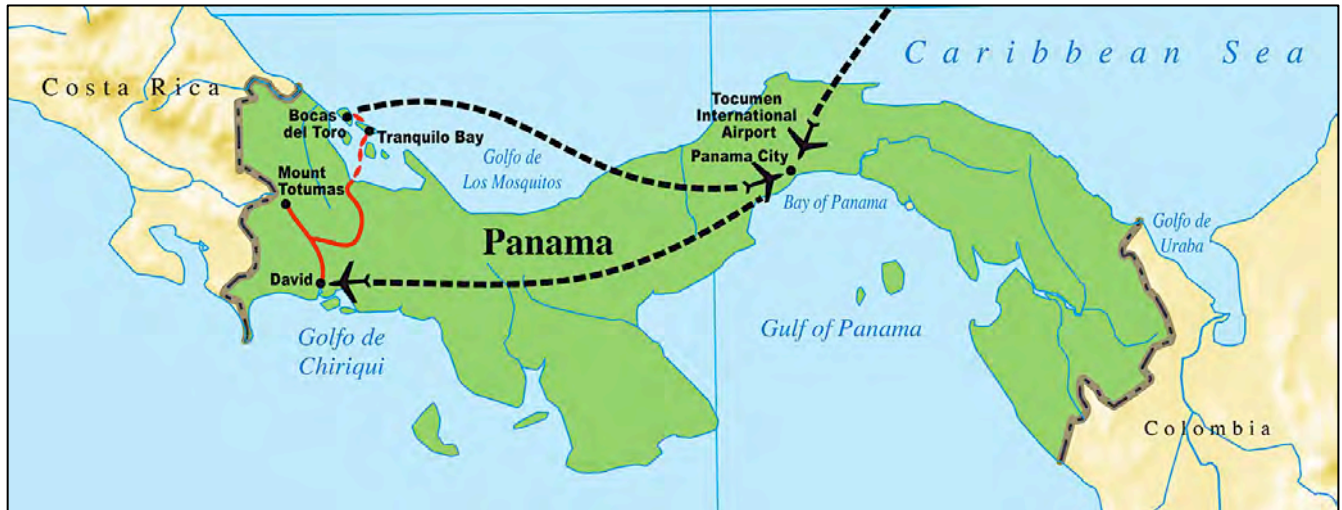 Caribbean Sea
Costa Rica
Tocumen
International
Airport
Bocas
del Toro
Tranquilo Bay
Golfo de
Los Mosquitos
Panama City
Mount
Totumas
Bay of Panama
Golfo de
Uraba
Panama
David
Golfo de
Chiriqui
Gulf of Panama
Colombia